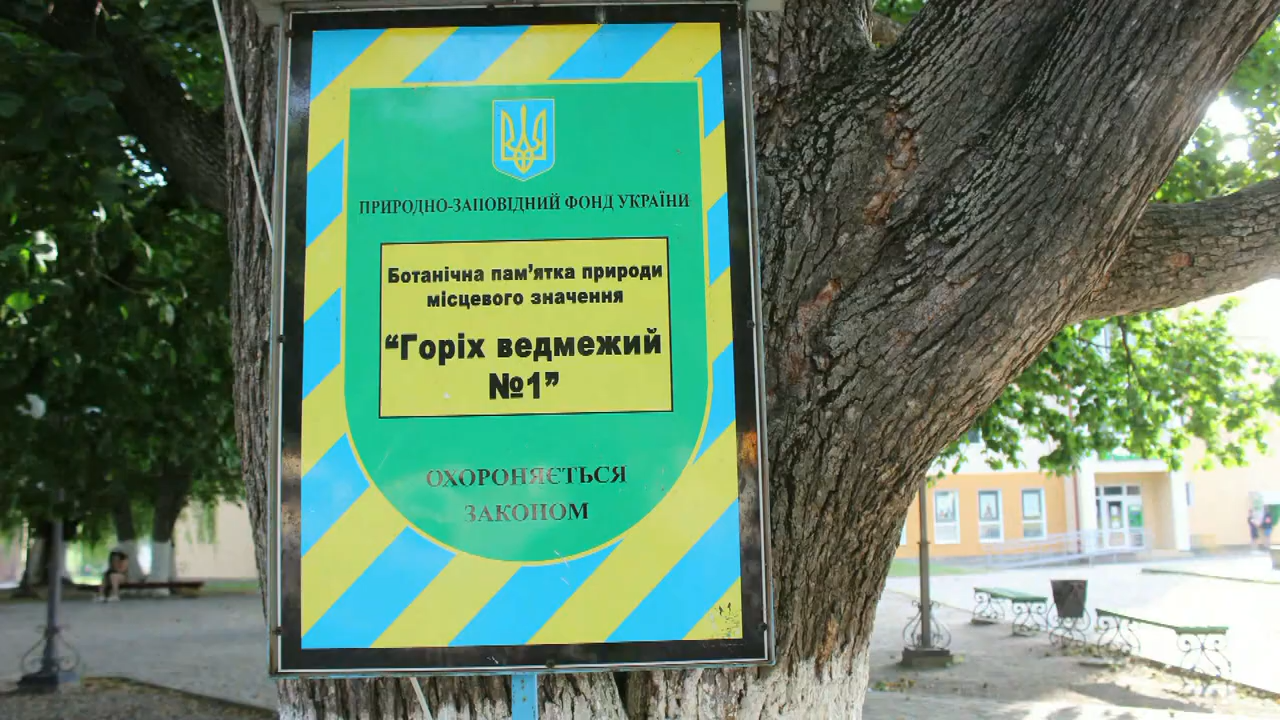 ПРИРОДНО-ЗАПОВІДНИЙ ФОНД УКРАЇНИ
Ботанічна пам'ятка природи
місцевого значення
“Горіх ведмежий
№1”
ОХОРОНЯЄТЬСЯ
ЗАКОНОМ